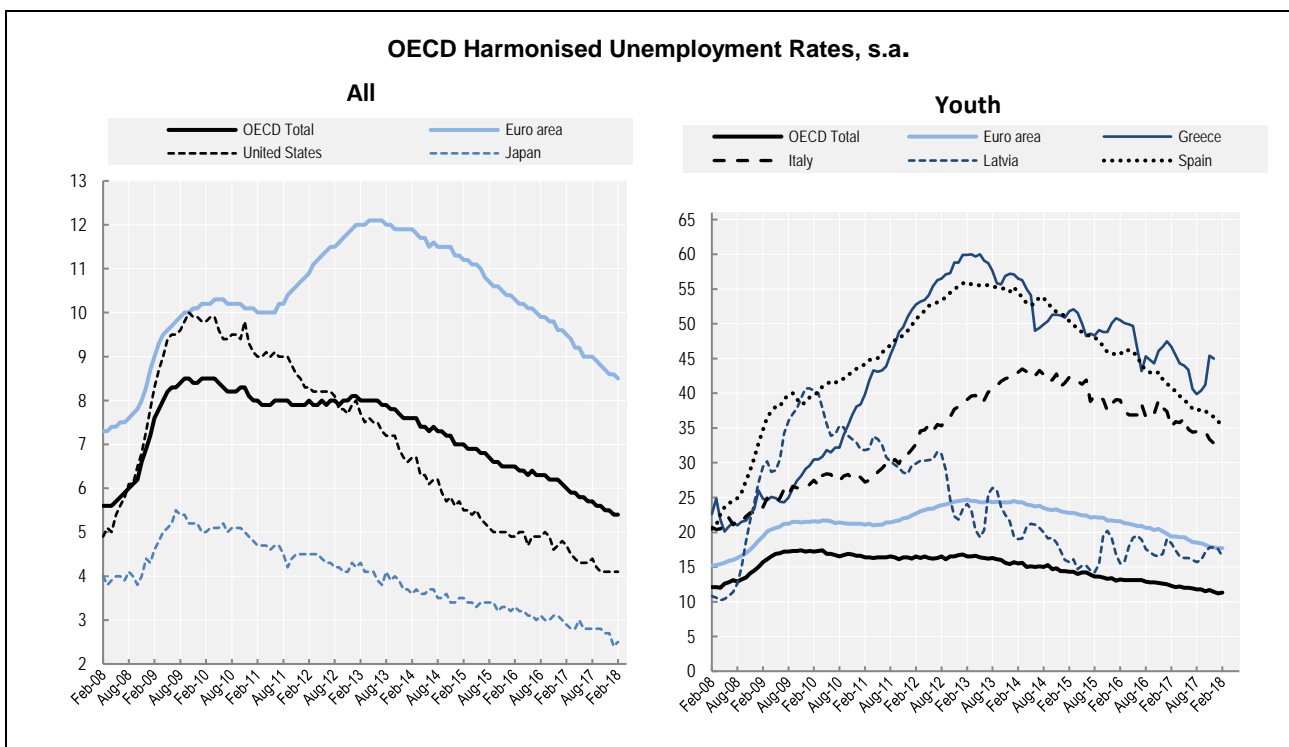 OECD Harmonised Unemployment Rates, s.a.
All
OECD Total
Euro area
United States
Japan
13
12
11
10
9
8
7
6
5
4
3
2
Feb-08
Aug-08
Feb-09
Aug-09
Feb-10
Aug-10
Feb-11
Aug-11
Feb-12
Aug-12
Feb-13
Aug-13
Feb-14
Aug-14
Feb-15
Aug-15
Feb-16
Aug-16
Feb-17
Aug-17
Feb-18
Youth
OECD Total
Euro area
Greece
Italy
Latvia
Spain
65
60
55
50
45
40
35
30
25
20
15
10
5
0
Feb-08
Aug-08
Feb-09
Aug-09
Feb-10
Aug-10
Feb-11
Aug-11
Feb-12
Aug-12
Feb-13
Aug-13
Feb-14
Aug-14
Feb-15
Aug-15
Feb-16
Aug-16
Feb-17
Aug-17
Feb-18